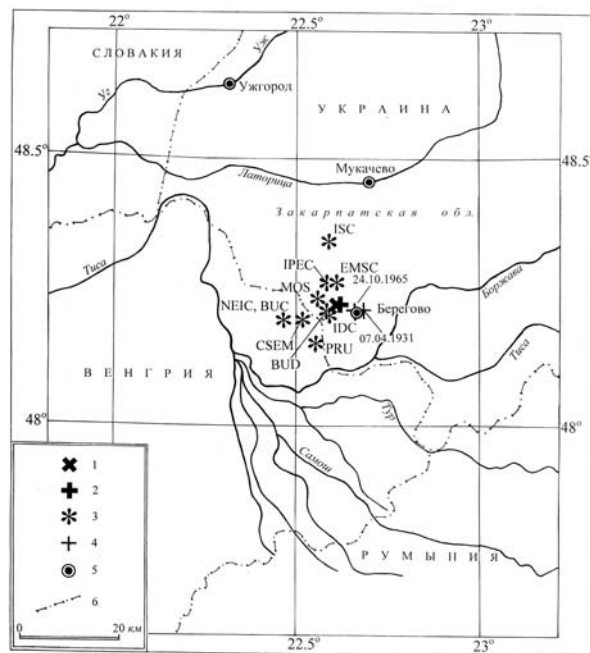 22 22.5 23
СЛОВАКИЯ
Уж
Уг
Ужгород
УКРАИНА
48.5° 48.5°
Мукачево
Латорица
Закарпатская обл.
ISC
Тиса
IPEC EMSC
24.10.1965
MOS
Боржава
NEIC, BUC
Берегово
IDC
07.04.1931
CSEM
PRU
BUD
Тиса
ВЕНГРИЯ
Тур
48° 48°
Самош
1
2
3
4
5
6
РУМЫНИЯ
0 20 км
22.5° 23°